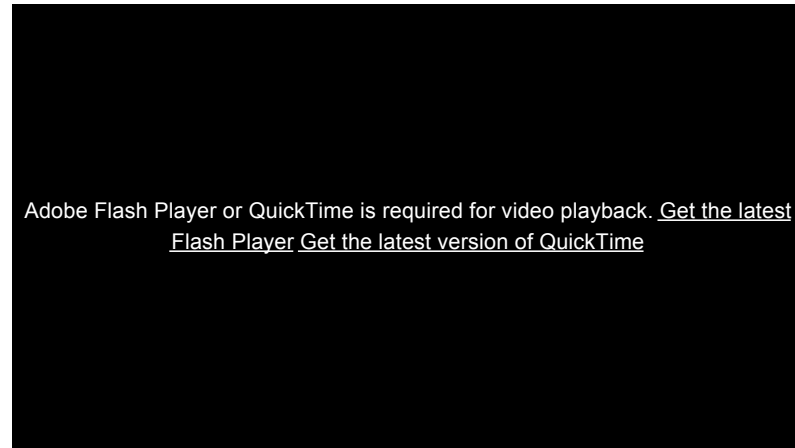 Adobe Flash Player or QuickTime is required for video playback. Get the latest
Flash Player Get the latest version of QuickTime